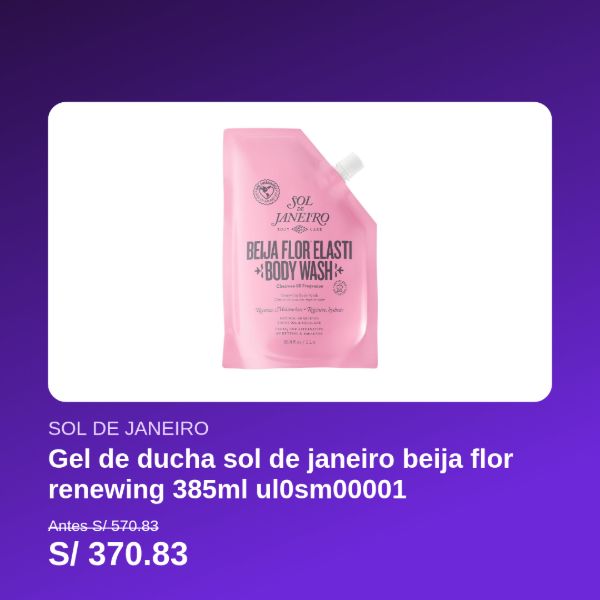 SOL
DE
JANEIRO
BEIJA FLOR ELASTI
BODY WASH
SOL DE JANEIRO
Gel de ducha sol de janeiro beija flor
renewing 385ml ul0sm00001
Antes S/ 570.83
S/ 370.83